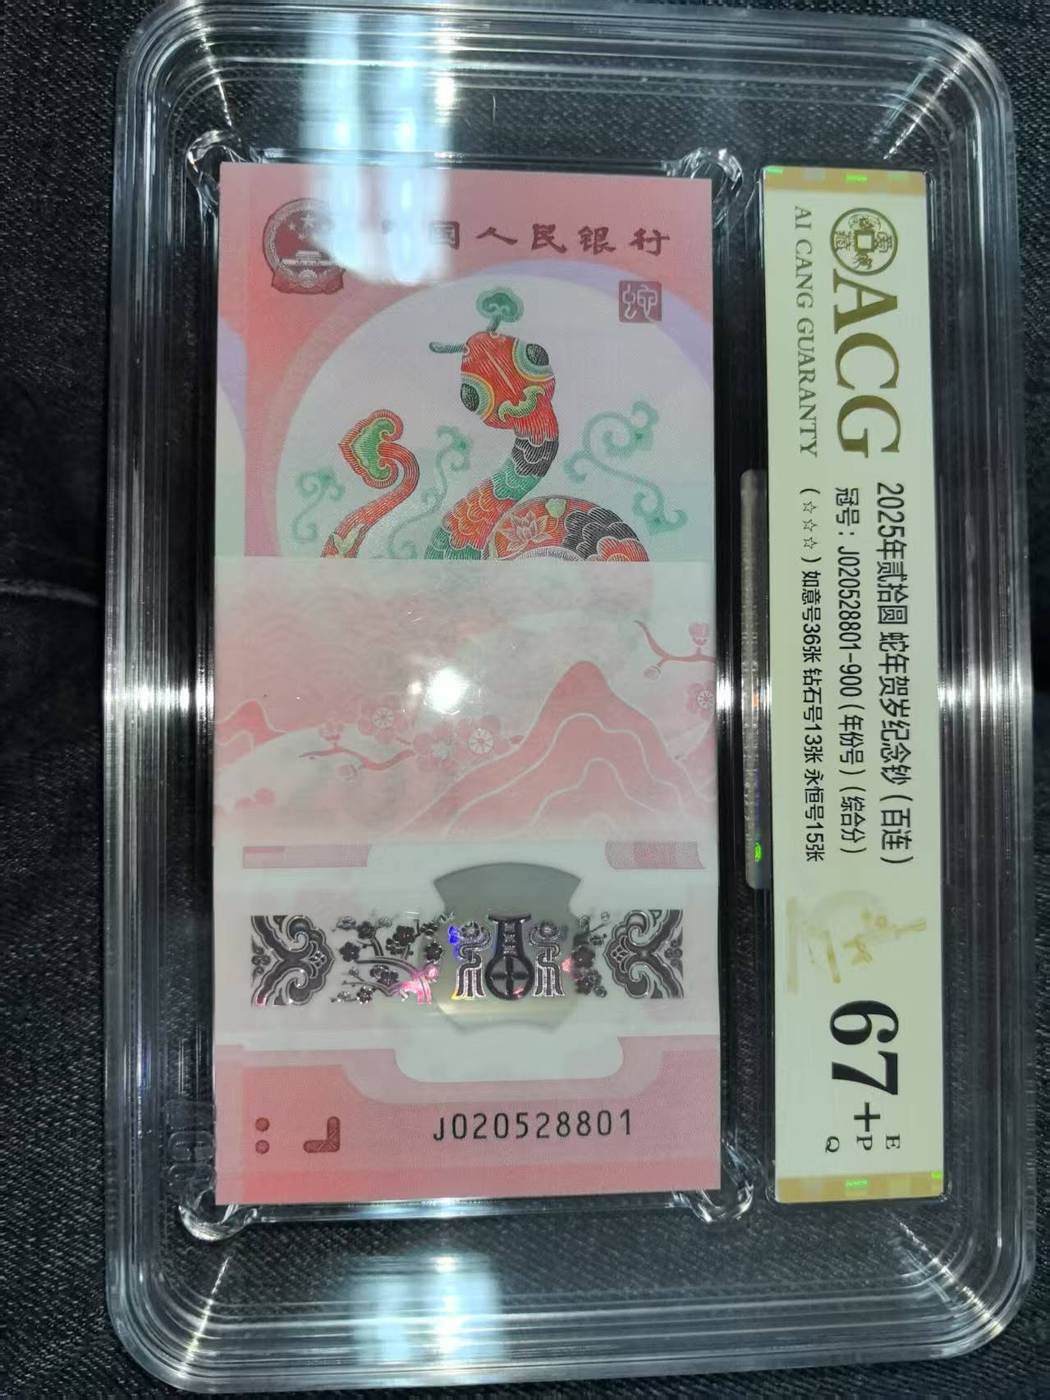 中国人民银行
蛇
J020528801
ACG
AI CANG GUARANTY
2025年贰拾圆 蛇年贺岁纪念钞（百连）
冠号：J020528801-900（年份号）（综合分）
（☆☆☆）如意号36张 钻石号13张 永恒号15张
67+
E
P
Q